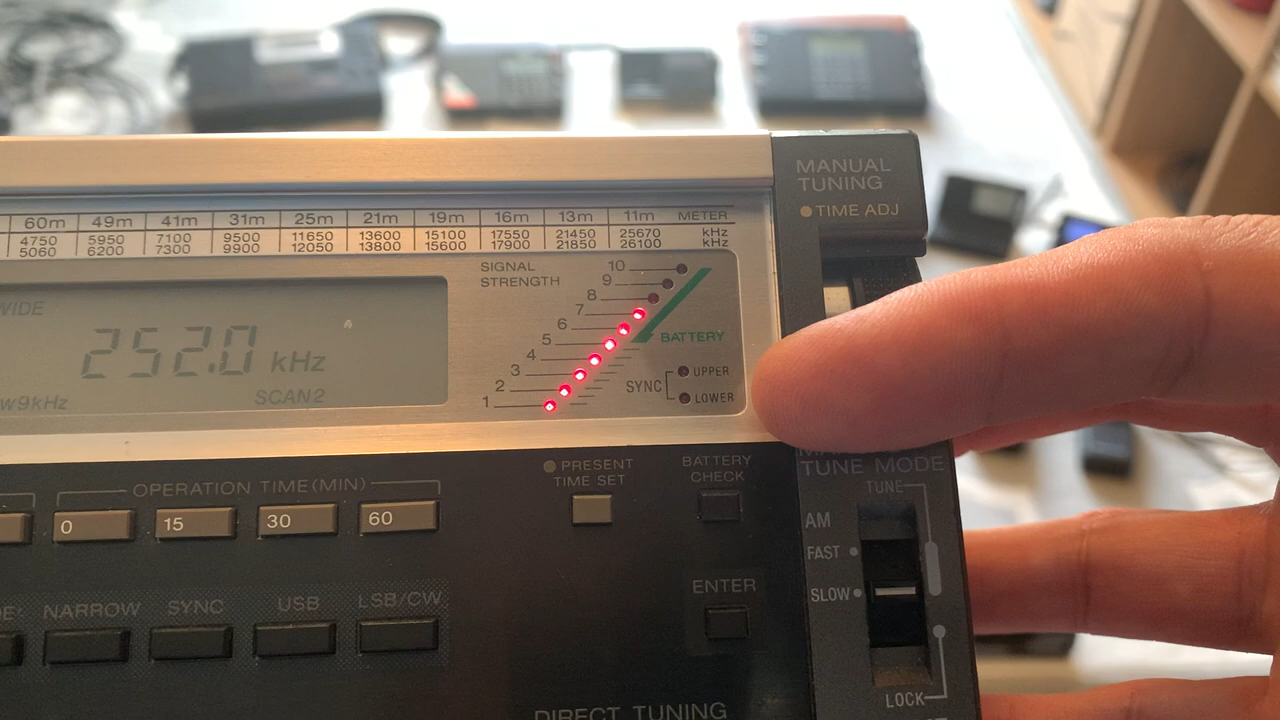 60m 49m 41m 31m 25m 21m 19m 16m 13m 11m METER
4750 5950 7100 9500 11650 13600 15100 17550 21450 25670 kHz
5060 6200 7300 9900 12050 13800 15600 17900 21850 26100 kHz
MANUAL
TUNING
TIME ADJ
SIGNAL
STRENGTH
10
9
8
7
6
5
4
3
2
1
BATTERY
SYNC
UPPER
LOWER
WIDE
252.0 kHz
w9kHz
SCAN2
OPERATION TIME(MIN)
0 15 30 60
PRESENT
TIME SET
BATTERY
CHECK
TUNE MODE
TUNE
AM
FAST
SLOW
LOCK
NARROW SYNC USB LSB/CW
ENTER
DIRECT TUNING